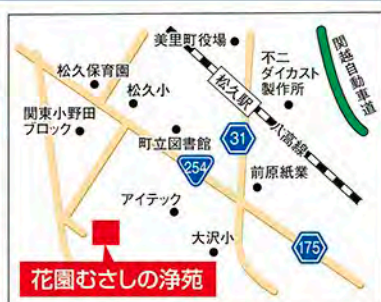 美里町役場
松久駅
不二
ダイカスト
製作所
関越自動車道
松久保育園
松久小
関東小野田
ブロック
町立図書館
31
八高線
254
前原紙業
アイテック
大沢小
175
花園むさしの浄苑